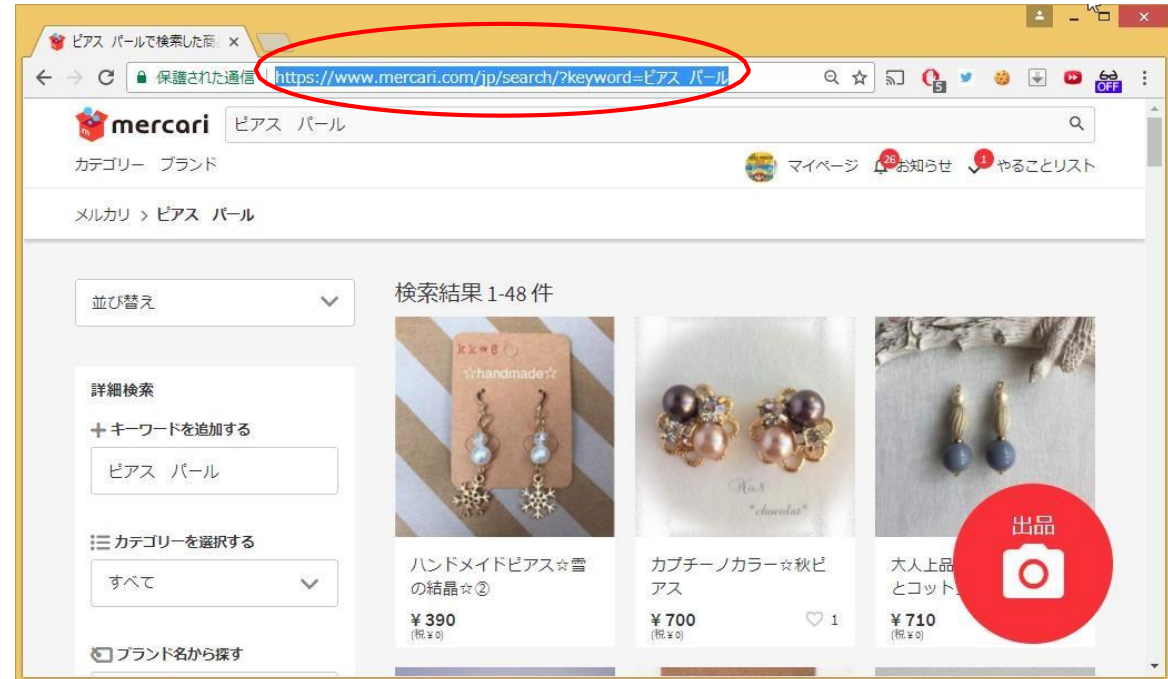 ピアス パールで検索した商
保護された通信
https://www.mercari.com/jp/search/?keyword=ピアス パール
5
OFF
mercari
ピアス パール
カテゴリー ブランド
マイページ
26
お知らせ
1
やることリスト
メルカリ > ピアス パール
並び替え
検索結果 1-48 件
☆handmade☆
詳細検索
+ キーワードを追加する
ピアス パール
No.8
"chocolat"
カテゴリーを選択する
すべて
出品
ハンドメイドピアス☆雪
の結晶☆②
¥ 390
(税 ¥ 0)
カプチーノカラー☆秋ピ
アス
¥ 700
(税 ¥ 0)
1
大人上品
とコット
¥ 710
(税 ¥ 0)
ブランド名から探す